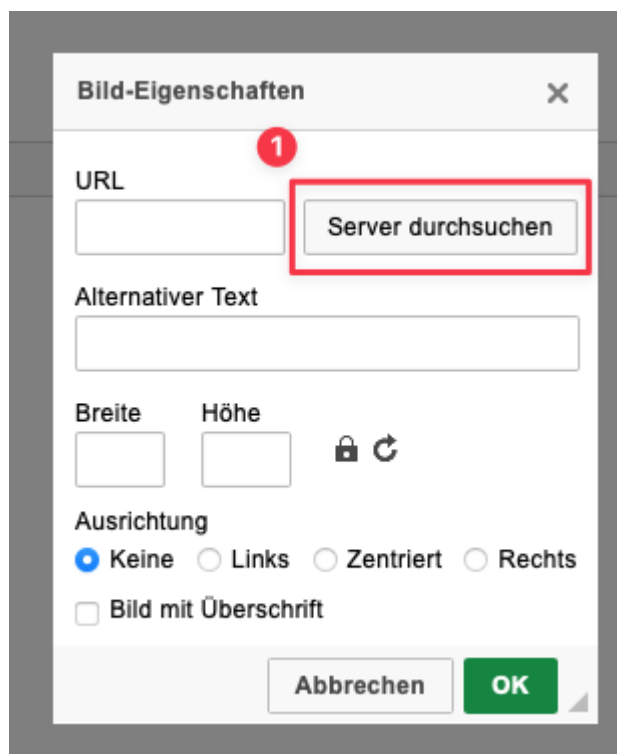 Bild-Eigenschaften
1
URL
Server durchsuchen
Alternativer Text
Breite Höhe
Ausrichtung
Keine Links Zentriert Rechts
Bild mit Überschrift
Abbrechen OK